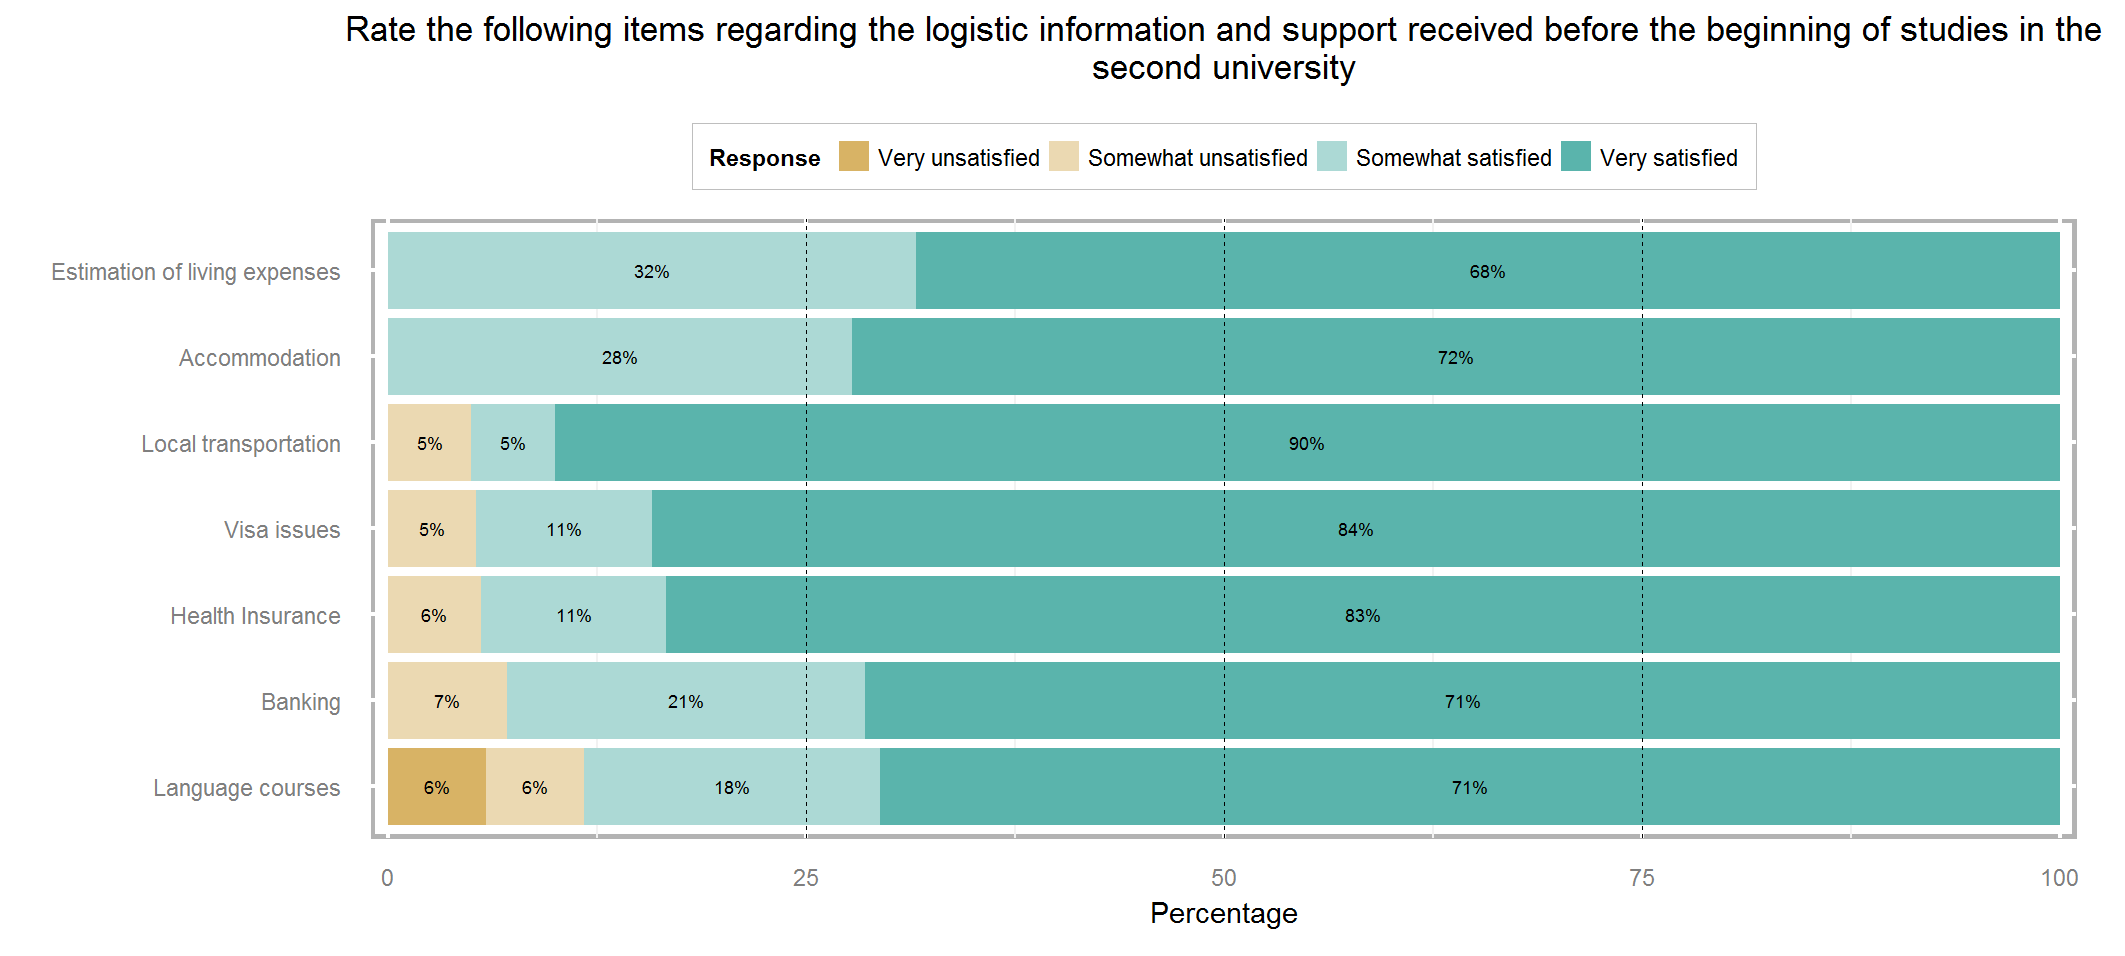 Rate the following items regarding the logistic information and support received before the beginning of studies in the
second university
Response Very unsatisfied Somewhat unsatisfied Somewhat satisfied Very satisfied
Estimation of living expenses 32% 68%
Accommodation 28% 72%
Local transportation 5% 5% 90%
Visa issues 5% 11% 84%
Health Insurance 6% 11% 83%
Banking 7% 21% 71%
Language courses 6% 6% 18% 71%
0 25 50 75 100
Percentage